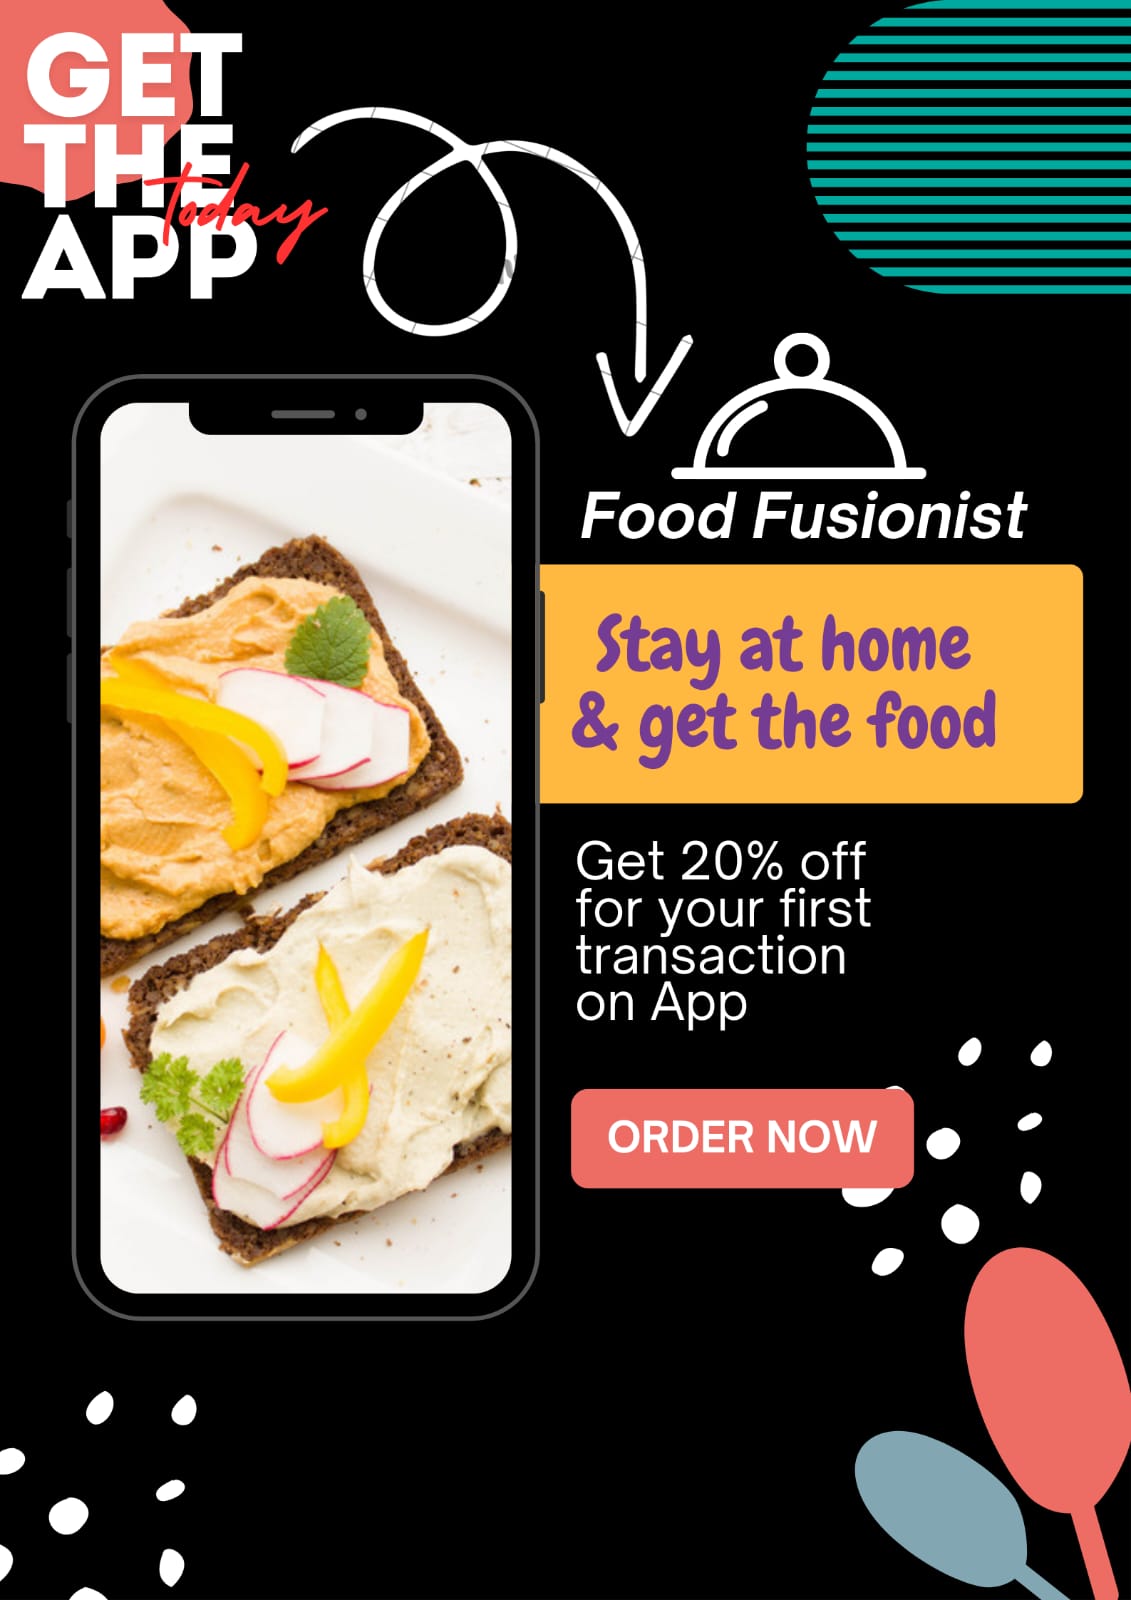 GET
THE
today
APP
Food Fusionist
Stay at home
& get the food
Get 20% off
for your first
transaction
on App
ORDER NOW